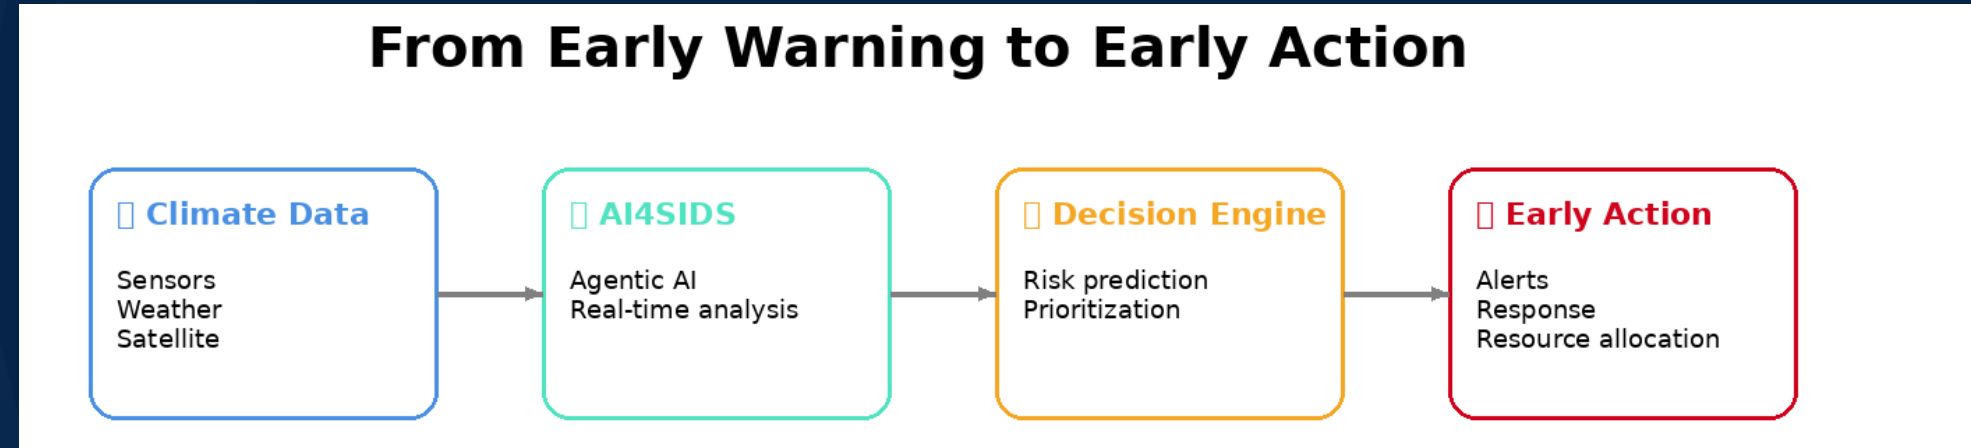 From Early Warning to Early Action
Climate Data
Sensors
Weather
Satellite
AI4SIDS
Agentic AI
Real-time analysis
Decision Engine
Risk prediction
Prioritization
Early Action
Alerts
Response
Resource allocation